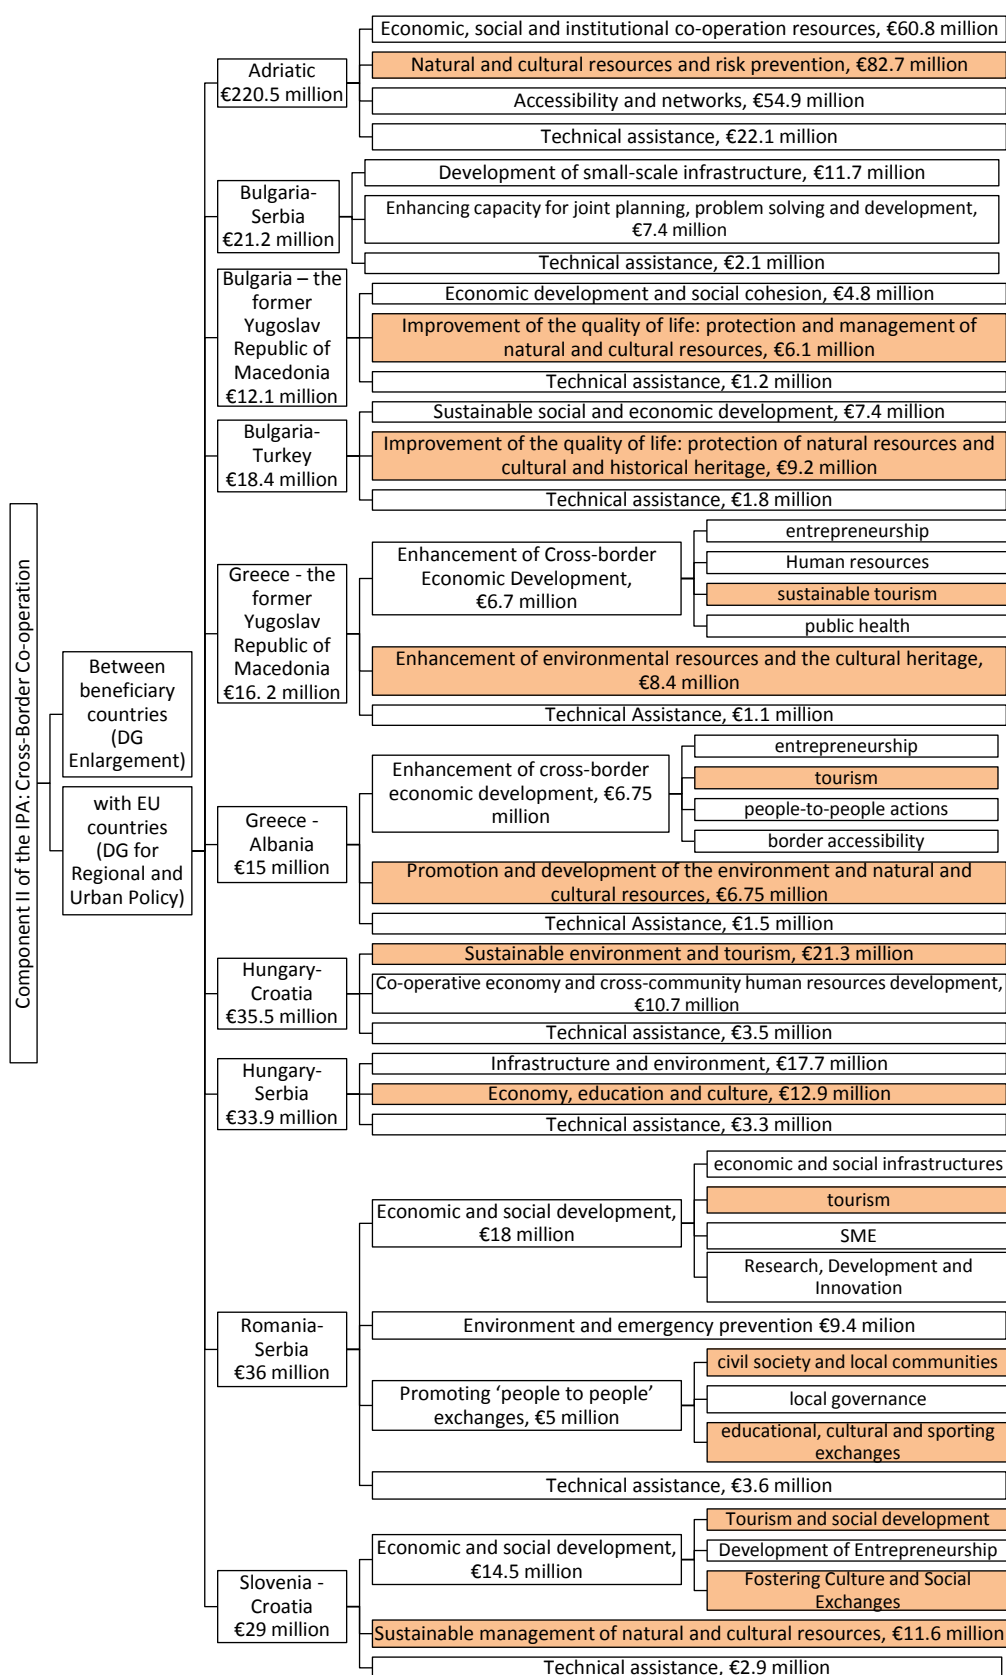 Component II of the IPA: Cross-Border Co-operation
Between
beneficiary
countries
(DG
Enlargement)
with EU
countries
(DG for
Regional and
Urban Policy)
Adriatic
€220.5 million
Economic, social and institutional co-operation resources, €60.8 million
Natural and cultural resources and risk prevention, €82.7 million
Accessibility and networks, €54.9 million
Technical assistance, €22.1 million
Bulgaria-
Serbia
€21.2 million
Development of small-scale infrastructure, €11.7 million
Enhancing capacity for joint planning, problem solving and development,
€7.4 million
Technical assistance, €2.1 million
Bulgaria – the
former
Yugoslav
Republic of
Macedonia
€12.1 million
Economic development and social cohesion, €4.8 million
Improvement of the quality of life: protection and management of
natural and cultural resources, €6.1 million
Technical assistance, €1.2 million
Bulgaria-
Turkey
€18.4 million
Sustainable social and economic development, €7.4 million
Improvement of the quality of life: protection of natural resources and
cultural and historical heritage, €9.2 million
Technical assistance, €1.8 million
Greece - the
former
Yugoslav
Republic of
Macedonia
€16. 2 million
Enhancement of Cross-border
Economic Development,
€6.7 million
entrepreneurship
Human resources
sustainable tourism
public health
Enhancement of environmental resources and the cultural heritage,
€8.4 million
Technical Assistance, €1.1 million
Greece -
Albania
€15 million
Enhancement of cross-border
economic development, €6.75
million
entrepreneurship
tourism
people-to-people actions
border accessibility
Promotion and development of the environment and natural and
cultural resources, €6.75 million
Technical Assistance, €1.5 million
Hungary-
Croatia
€35.5 million
Sustainable environment and tourism, €21.3 million
Co-operative economy and cross-community human resources development,
€10.7 million
Technical assistance, €3.5 million
Hungary-
Serbia
€33.9 million
Infrastructure and environment, €17.7 million
Economy, education and culture, €12.9 million
Technical assistance, €3.3 million
Romania-
Serbia
€36 million
Economic and social development,
€18 million
economic and social infrastructures
tourism
SME
Research, Development and
Innovation
Environment and emergency prevention €9.4 milion
Promoting ‘people to people’
exchanges, €5 million
civil society and local communities
local governance
educational, cultural and sporting
exchanges
Technical assistance, €3.6 million
Slovenia -
Croatia
€29 million
Economic and social development,
€14.5 million
Tourism and social development
Development of Entrepreneurship
Fostering Culture and Social
Exchanges
Sustainable management of natural and cultural resources, €11.6 million
Technical assistance, €2.9 million